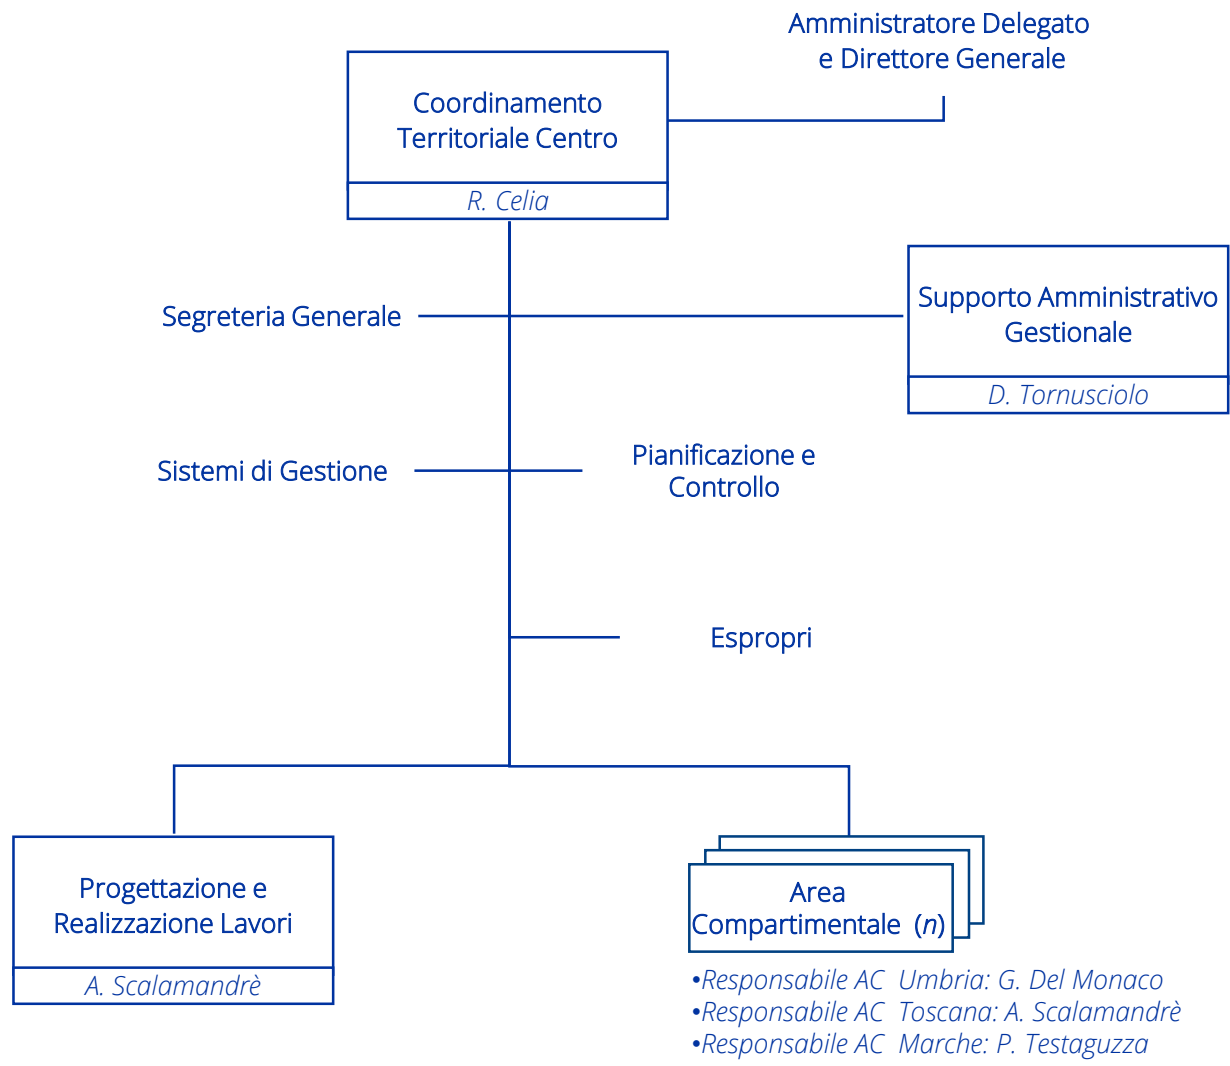 Amministratore Delegato
e Direttore Generale
Coordinamento
Territoriale Centro
R. Celia
Segreteria Generale
Supporto Amministrativo
Gestionale
D. Tornusciolo
Sistemi di Gestione
Pianificazione e
Controllo
Espropri
Progettazione e
Realizzazione Lavori
A. Scalamandrè
Area
Compartimentale (n)
•Responsabile AC Umbria: G. Del Monaco
•Responsabile AC Toscana: A. Scalamandrè
•Responsabile AC Marche: P. Testaguzza